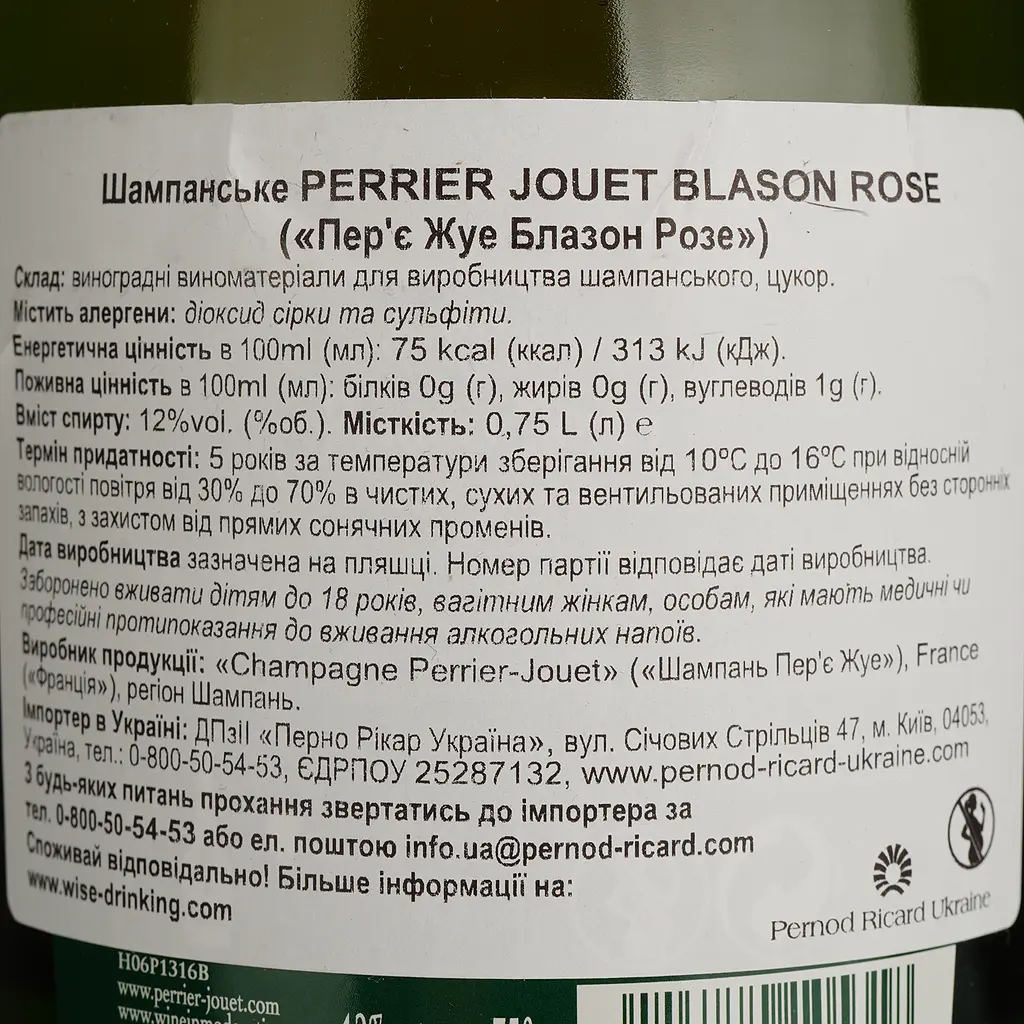 Шампанське PERRIER JOUET BLASON ROSE
(«Пер'є Жуе Блазон Розе»)
Склад: виноградні виноматеріали для виробництва шампанського, цукор.
Містить алергени: діоксид сірки та сульфіти.
Енергетична цінність в 100ml (мл): 75 kcal (ккал) / 313 kJ (кДж).
Поживна цінність в 100ml (мл): білків 0g (г), жирів 0g (г), вуглеводів 1g (г).
Вміст спирту: 12%vol. (%об.). Місткість: 0,75 L (л) ℮
Термін придатності: 5 років за температури зберігання від 10ºC до 16ºC при відносній
вологості повітря від 30% до 70% в чистих, сухих та вентильованих приміщеннях без сторонніх
запахів, з захистом від прямих сонячних променів.
Дата виробництва зазначена на пляшці. Номер партії відповідає даті виробництва.
Заборонено вживати дітям до 18 років, вагітним жінкам, особам, які мають медичні чи
професійні протипоказання до вживання алкогольних напоїв.
Виробник продукції: «Champagne Perrier-Jouet» («Шампань Пер'є Жуе»), France
(«Франція»), регіон Шампань.
Імпортер в Україні: ДПзІІ «Перно Рікар Україна», вул. Січових Стрільців 47, м. Київ, 04053,
Україна, тел.: 0-800-50-54-53, ЄДРПОУ 25287132, www.pernod-ricard-ukraine.com
З будь-яких питань прохання звертатись до імпортера за
тел. 0-800-50-54-53 або ел. поштою info.ua@pernod-ricard.com
Споживай відповідально! Більше інформації на:
www.wise-drinking.com
Pernod Ricard Ukraine
H06P1316B
www.perrier-jouet.com